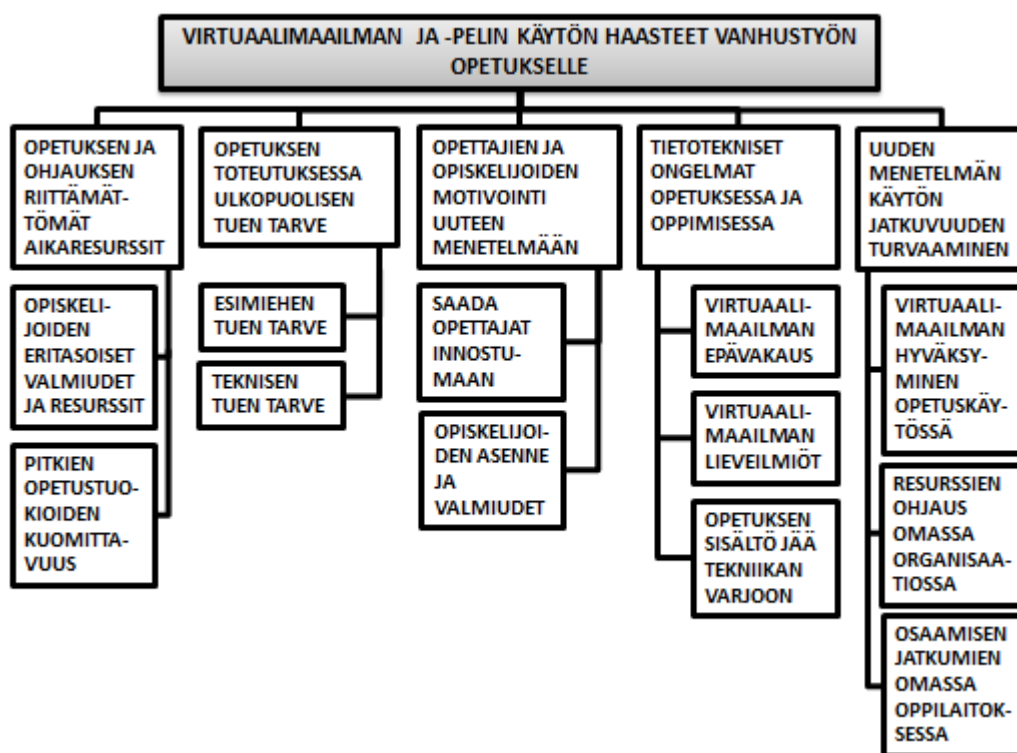 VIRTUAALIMAAILMAN JA -PELIN KÄYTÖN HAASTEET VANHUSTYÖN
OPETUKSELLE
OPETUKSEN JA
OHJAUKSEN
RIITTÄMÄT-
TÖMÄT
AIKARESURSSIT
OPISKELI-
JOIDEN
ERITASOISET
VALMIUDET
JA RESURSSIT
PITKIEN
OPETUSTUO-
KIOIDEN
KUOMITTA-
VUUS
OPETUKSEN
TOTEUTUKSESSA
ULKOPUOLISEN
TUEN TARVE
ESIMIEHEN
TUEN TARVE
TEKNISEN
TUEN TARVE
OPETTAJIEN JA
OPISKELIJOIDEN
MOTIVOINTI
UUTEEN
MENETELMÄÄN
SAADA
OPETTAJAT
INNOSTU-
MAAN
OPISKELIJOI-
DEN ASENNE
JA
VALMIUDET
TIETOTEKNISET
ONGELMAT
OPETUKSESSA JA
OPPIMISESSA
VIRTUAALI-
MAAILMAN
EPÄVAKAUS
VIRTUAALI-
MAAILMAN
LIEVEILMIÖT
OPETUKSEN
SISÄLTÖ JÄÄ
TEKNIIKAN
VARJOON
UUDEN
MENETELMÄN
KÄYTÖN
JATKUVUUDEN
TURVAAMINEN
VIRTUAALI-
MAAILMAN
HYVÄKSY-
MINEN
OPETUSKÄY-
TÖSSÄ
RESURSSIEN
OHJAUS
OMASSA
ORGANISAA-
TIOSSA
OSAAMISEN
JATKUMIEN
OMASSA
OPPILAITOK-
SESSA